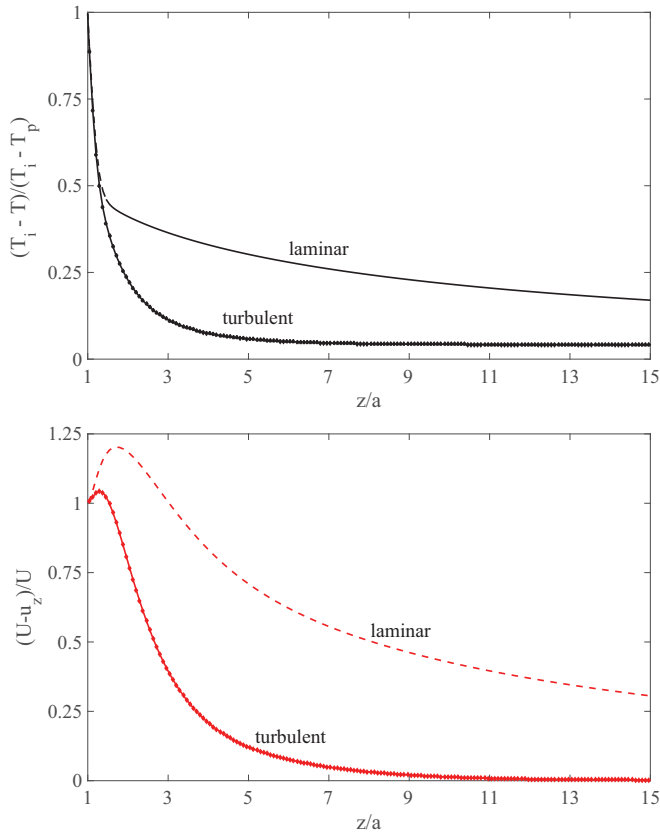 1
0.75
0.5
0.25
0
(T_i - T)/(T_i - T_p)
laminar
turbulent
1 3 5 7 9 11 13 15
z/a
1.25
1
0.75
0.5
0.25
0
(U-u_z)/U
laminar
turbulent
1 3 5 7 9 11 13 15
z/a